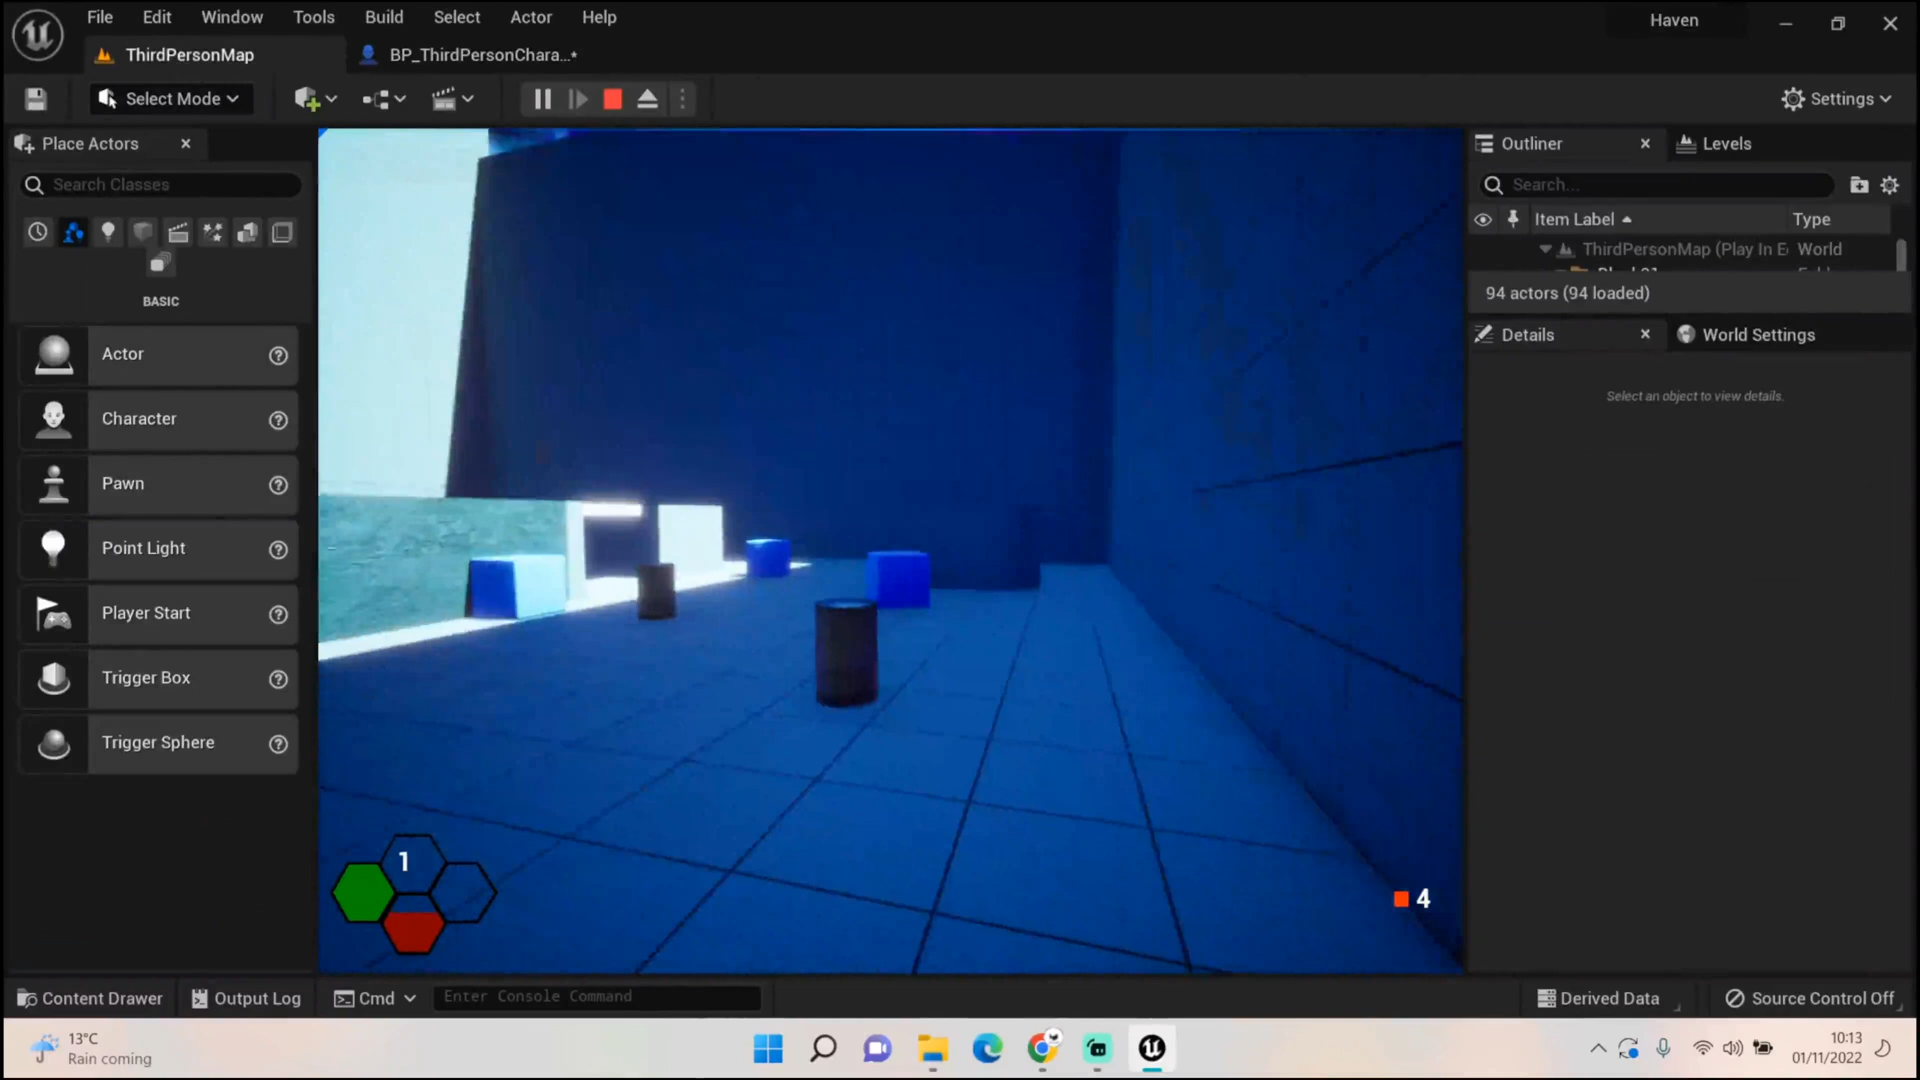 File Edit Window Tools Build Select Actor Help
Haven
ThirdPersonMap
BP_ThirdPersonChara...*
Select Mode
Settings
Place Actors
Search Classes
BASIC
Actor
Character
Pawn
Point Light
Player Start
Trigger Box
Trigger Sphere
1
4
Outliner
Levels
Search...
Item Label
Type
ThirdPersonMap (Play In E
World
94 actors (94 loaded)
Details
World Settings
Select an object to view details.
Content Drawer
Output Log
Cmd
Enter Console Command
Derived Data
Source Control Off
13°C
Rain coming
10:13
01/11/2022